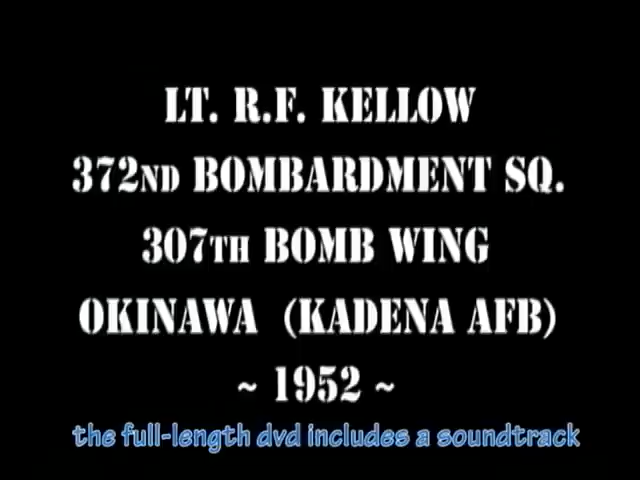 LT. R.F. KELLOW
372ND BOMBARDMENT SQ.
307TH BOMB WING
OKINAWA (KADENA AFB)
~ 1952 ~
the full-length dvd includes a soundtrack